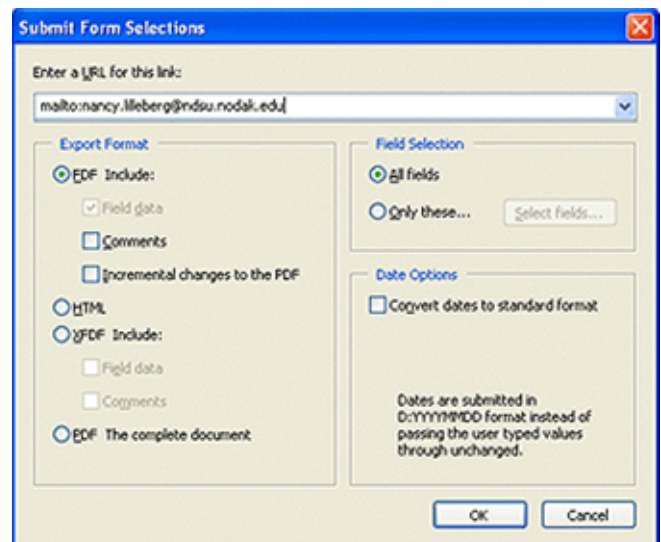 Submit Form Selections
Enter a URL for this link:
mailto:nancy.lilleberg@ndsu.nodak.edu
Export Format
FDF Include:
Field data
Comments
Incremental changes to the PDF
HTML
XFDF Include:
Field data
Comments
PDF The complete document
Field Selection
All fields
Only these...
Select fields...
Date Options
Convert dates to standard format
Dates are submitted in
D:YYYYMMDD format instead of
passing the user typed values
through unchanged.
OK
Cancel